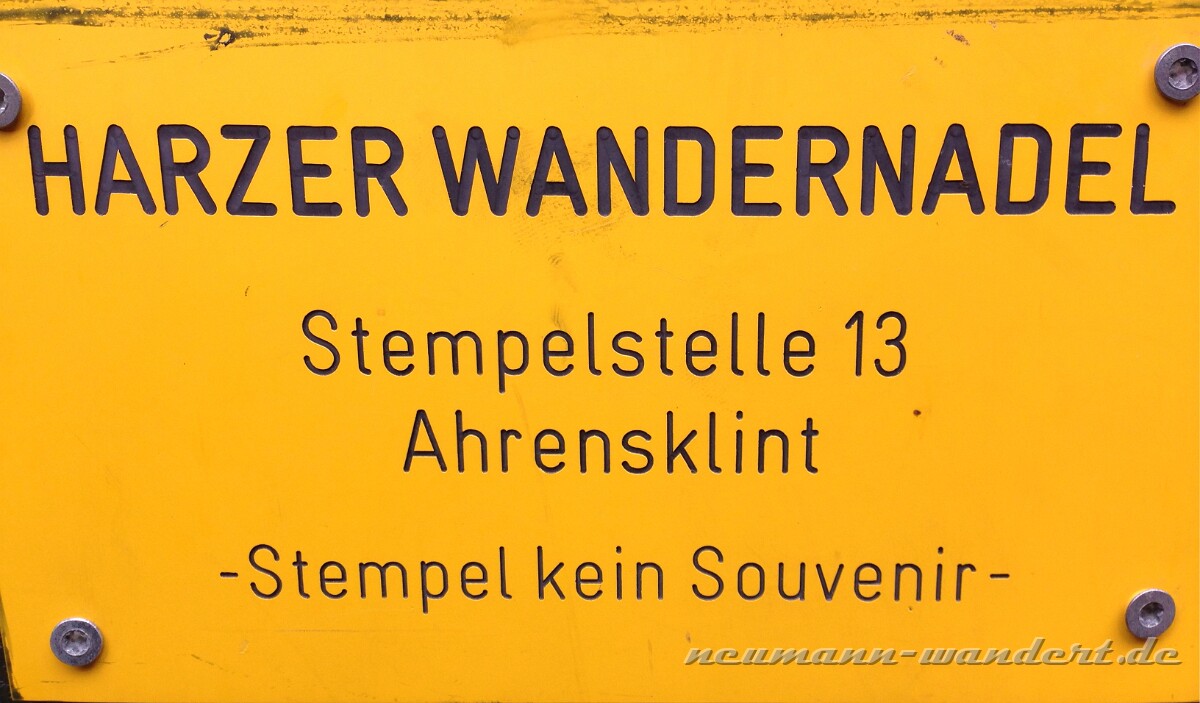 HARZER WANDERNADEL
Stempelstelle 13
Ahrensklint
-Stempel kein Souvenir-
neumann-wandert.de